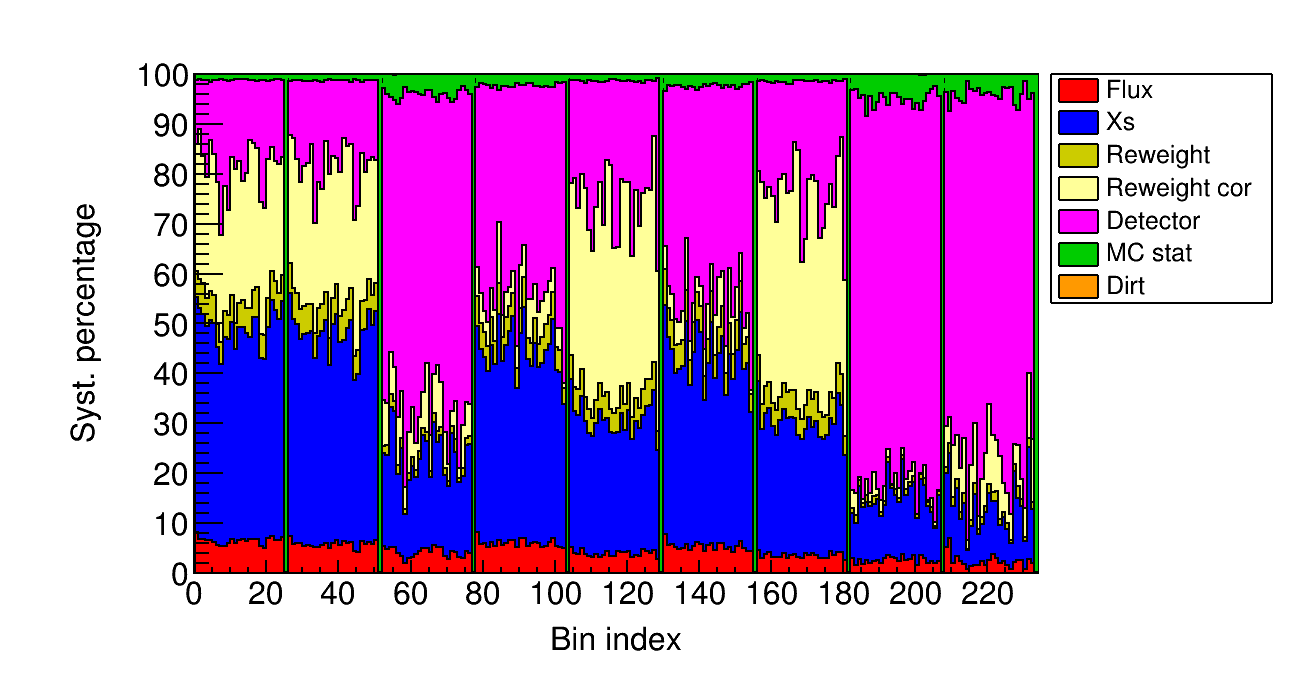 Syst. percentage
100
90
80
70
60
50
40
30
20
10
0
0 20 40 60 80 100 120 140 160 180 200 220
Bin index
Flux
Xs
Reweight
Reweight cor
Detector
MC stat
Dirt